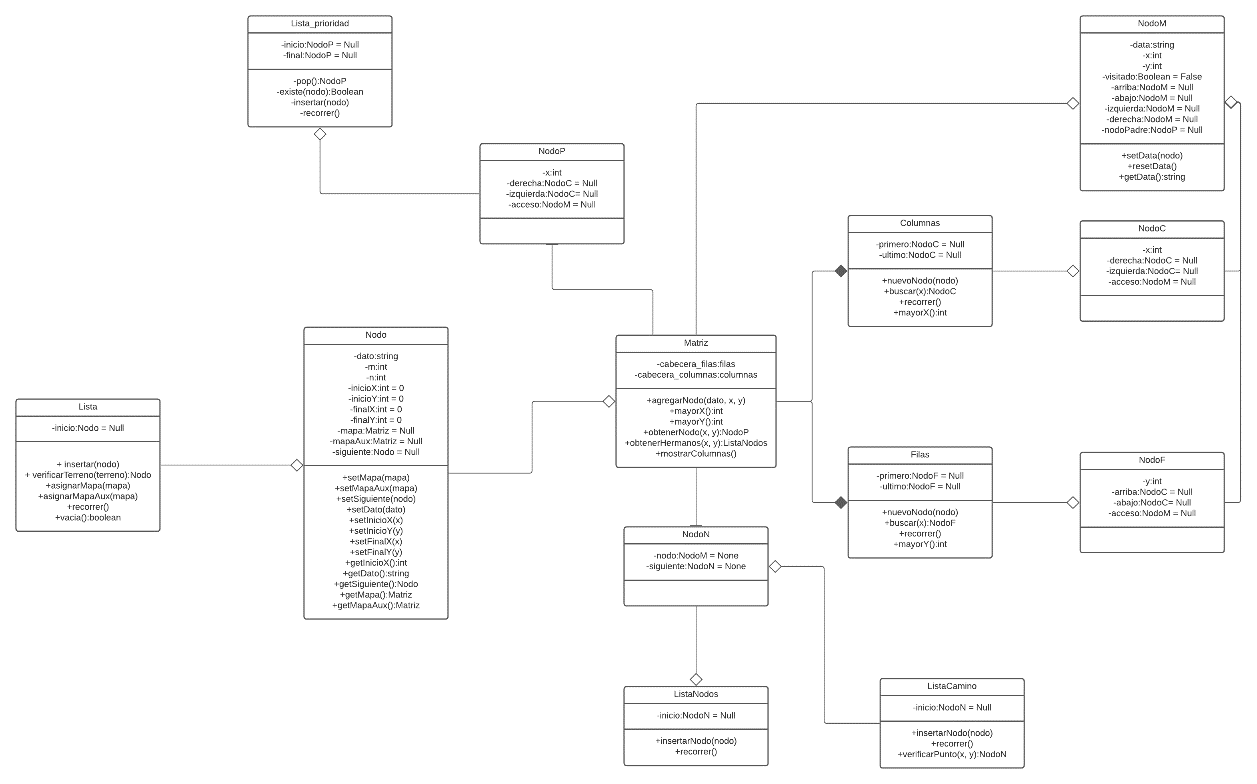 Lista_prioridad
-inicio:NodoP = Null
-final:NodoP = Null
-pop():NodoP
-existe(nodo):Boolean
-insertar(nodo)
-recorrer()
NodoP
-x:int
-derecha:NodoC = Null
-izquierda:NodoC= Null
-acceso:NodoM = Null
NodoM
-data:string
-x:int
-y:int
-visitado:Boolean = False
-arriba:NodoM = Null
-abajo:NodoM = Null
-izquierda:NodoM = Null
-derecha:NodoM = Null
-nodoPadre:NodoP = Null
+setData(nodo)
+resetData()
+getData():string
Columnas
-primero:NodoC = Null
-ultimo:NodoC = Null
+nuevoNodo(nodo)
+buscar(x):NodoC
+recorrer()
+mayorX():int
NodoC
-x:int
-derecha:NodoC = Null
-izquierda:NodoC= Null
-acceso:NodoM = Null
Lista
-inicio:Nodo = Null
+ insertar(nodo)
+ verificarTerreno(terreno):Nodo
+asignarMapa(mapa)
+asignarMapaAux(mapa)
+recorrer()
+vacia():boolean
Nodo
-dato:string
-m:int
-n:int
-inicioX:int = 0
-inicioY:int = 0
-finalX:int = 0
-finalY:int = 0
-mapa:Matriz = Null
-mapaAux:Matriz = Null
-siguiente:Nodo = Null
+setMapa(mapa)
+setMapaAux(mapa)
+setSiguiente(nodo)
+setDato(dato)
+setInicioX(x)
+setInicioY(y)
+setFinalX(x)
+setFinalY(y)
+getInicioX():int
+getDato():string
+getSiguiente():Nodo
+getMapa():Matriz
+getMapaAux():Matriz
Matriz
-cabecera_filas:filas
-cabecera_columnas:columnas
+agregarNodo(dato, x, y)
+mayorX():int
+mayorY():int
+obtenerNodo(x, y):NodoP
+obtenerHermanos(x, y):ListaNodos
+mostrarColumnas()
Filas
-primero:NodoF = Null
-ultimo:NodoF = Null
+nuevoNodo(nodo)
+buscar(x):NodoF
+recorrer()
+mayorY():int
NodoF
-y:int
-arriba:NodoC = Null
-abajo:NodoC= Null
-acceso:NodoM = Null
NodoN
-nodo:NodoM = None
-siguiente:NodoN = None
ListaNodos
-inicio:NodoN = Null
+insertarNodo(nodo)
+recorrer()
ListaCamino
-inicio:NodoN = Null
+insertarNodo(nodo)
+recorrer()
+verificarPunto(x, y):NodoN